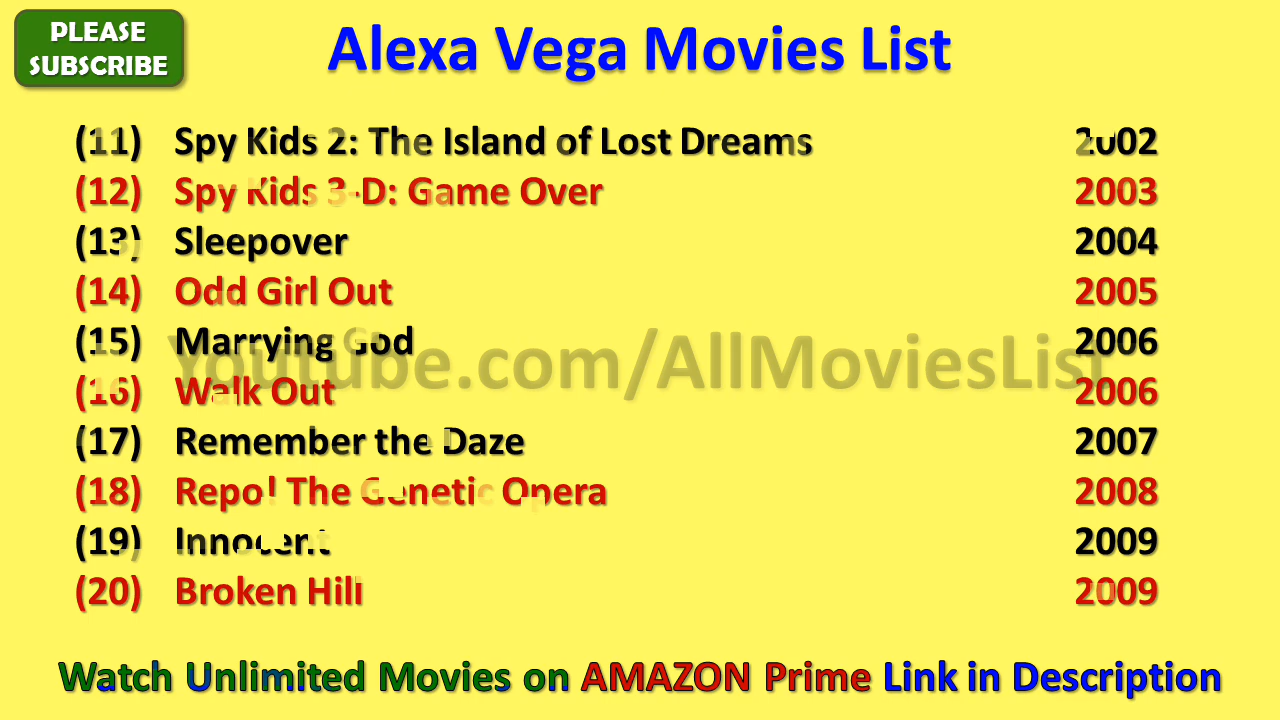 PLEASE
SUBSCRIBE
Alexa Vega Movies List
(11) Spy Kids 2: The Island of Lost Dreams 2002
(12) Spy Kids 3-D: Game Over 2003
(13) Sleepover 2004
(14) Odd Girl Out 2005
(15) Marrying God 2006
Youtube.com/AllMoviesList
(16) Walk Out 2006
(17) Remember the Daze 2007
(18) Repo! The Genetic Opera 2008
(19) Innocent 2009
(20) Broken Hill 2009
Watch Unlimited Movies on AMAZON Prime Link in Description